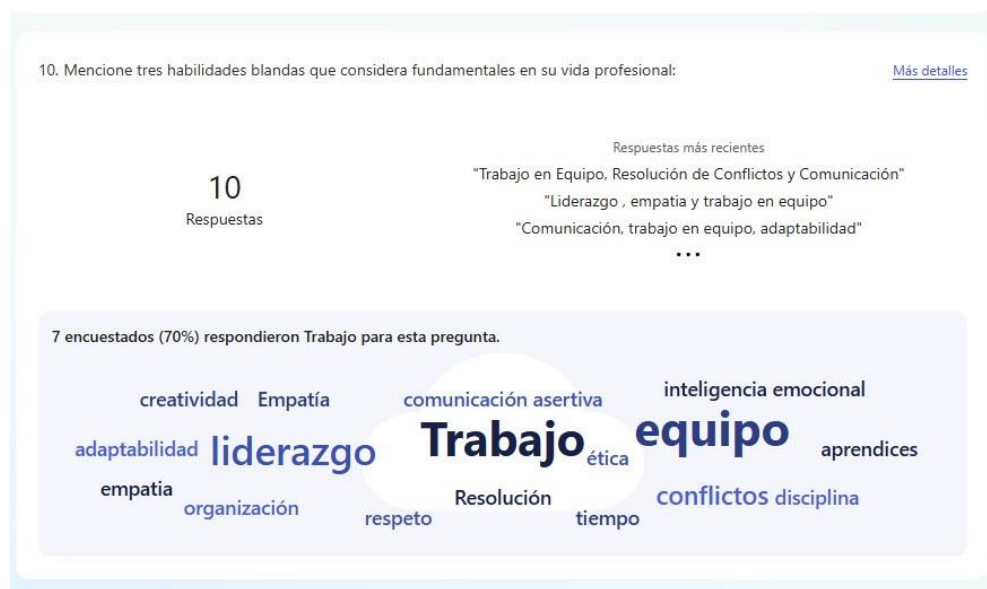 10. Mencione tres habilidades blandas que considera fundamentales en su vida profesional:
Más detalles
10
Respuestas
Respuestas más recientes
"Trabajo en Equipo, Resolución de Conflictos y Comunicación"
"Liderazgo , empatia y trabajo en equipo"
"Comunicación, trabajo en equipo, adaptabilidad"
...
7 encuestados (70%) respondieron Trabajo para esta pregunta.
creatividad Empatía comunicación asertiva inteligencia emocional
adaptabilidad liderazgo Trabajo ética equipo aprendices
empatia organización respeto Resolución tiempo conflictos disciplina